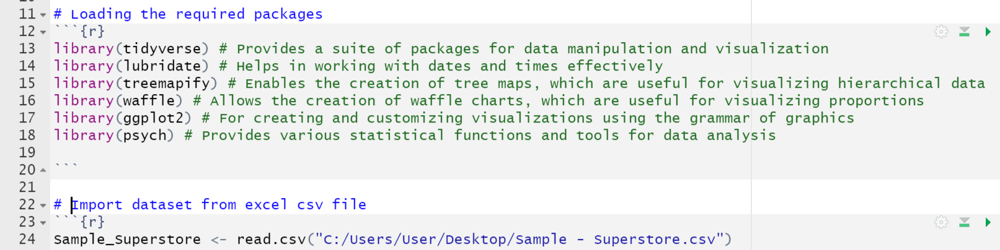 11 # Loading the required packages
12 ```{r}
13 library(tidyverse) # Provides a suite of packages for data manipulation and visualization
14 library(lubridate) # Helps in working with dates and times effectively
15 library(treemapify) # Enables the creation of tree maps, which are useful for visualizing hierarchical data
16 library(waffle) # Allows the creation of waffle charts, which are useful for visualizing proportions
17 library(ggplot2) # For creating and customizing visualizations using the grammar of graphics
18 library(psych) # Provides various statistical functions and tools for data analysis
19
20 ```
21
22 # Import dataset from excel csv file
23 ```{r}
24 Sample_Superstore <- read.csv("C:/Users/User/Desktop/Sample - Superstore.csv")